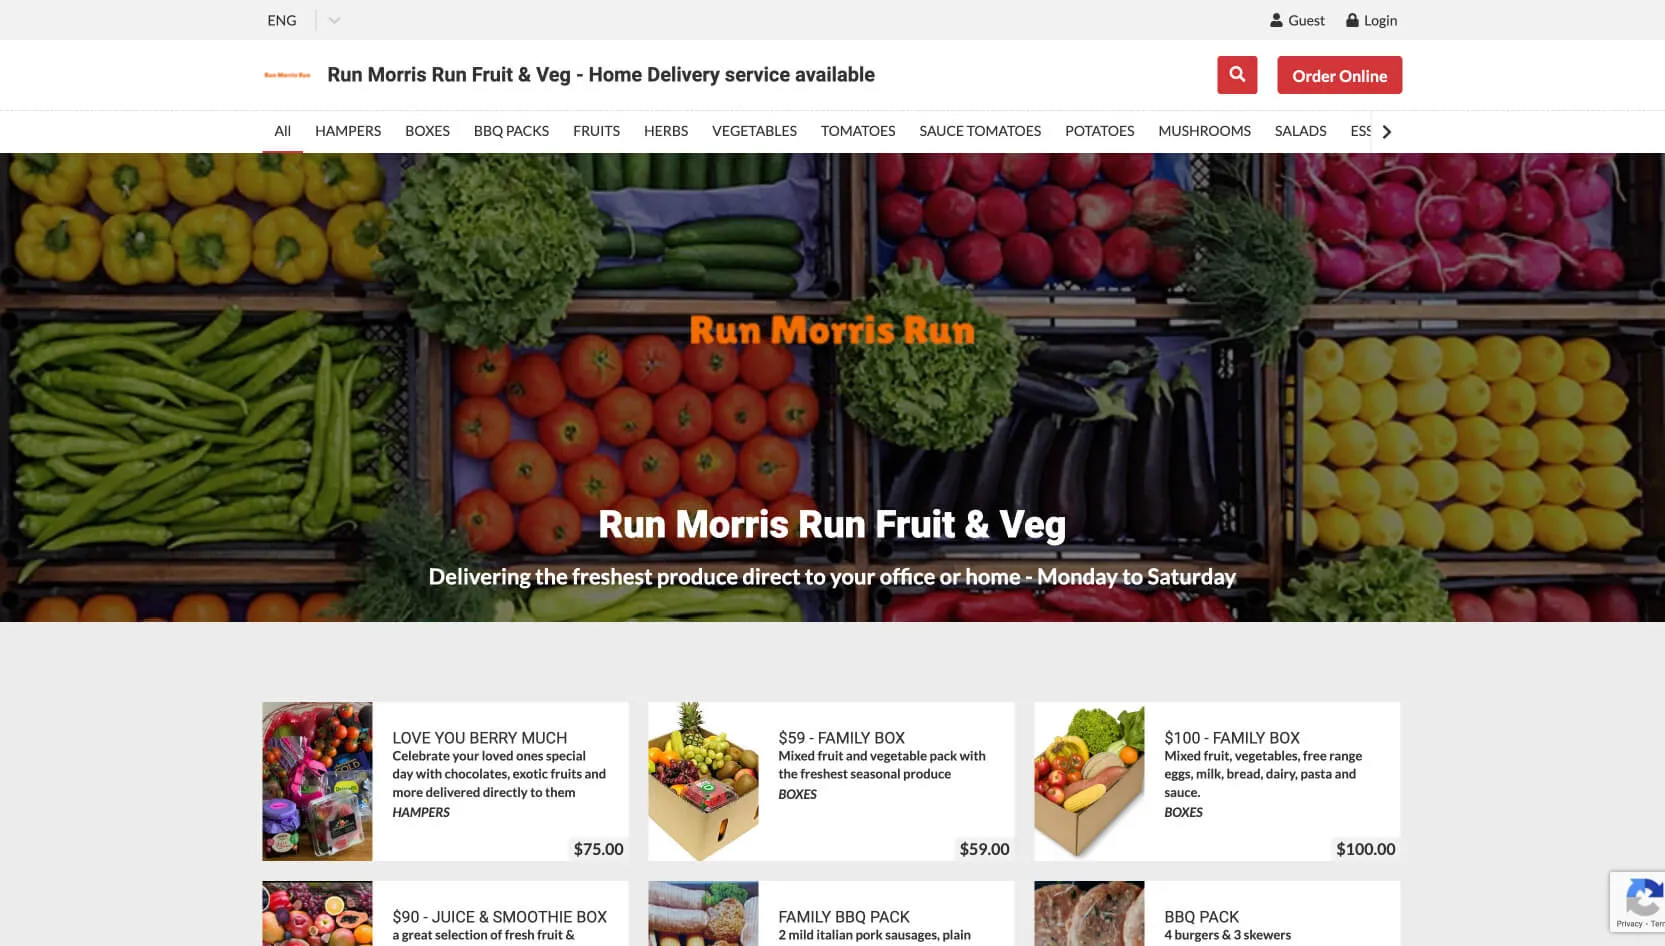 ENG
Guest
Login
Run Morris Run
Run Morris Run Fruit & Veg - Home Delivery service available
Order Online
All HAMPERS BOXES BBQ PACKS FRUITS HERBS VEGETABLES TOMATOES SAUCE TOMATOES POTATOES MUSHROOMS SALADS ESS
Run Morris Run
Run Morris Run Fruit & Veg
Delivering the freshest produce direct to your office or home - Monday to Saturday
LOVE YOU BERRY MUCH
Celebrate your loved ones special
day with chocolates, exotic fruits and
more delivered directly to them
HAMPERS
$75.00
$59 - FAMILY BOX
Mixed fruit and vegetable pack with
the freshest seasonal produce
BOXES
$59.00
$100 - FAMILY BOX
Mixed fruit, vegetables, free range
eggs, milk, bread, dairy, pasta and
sauce.
BOXES
$100.00
$90 - JUICE & SMOOTHIE BOX
a great selection of fresh fruit &
FAMILY BBQ PACK
2 mild italian pork sausages, plain
BBQ PACK
4 burgers & 3 skewers
Privacy - Terr